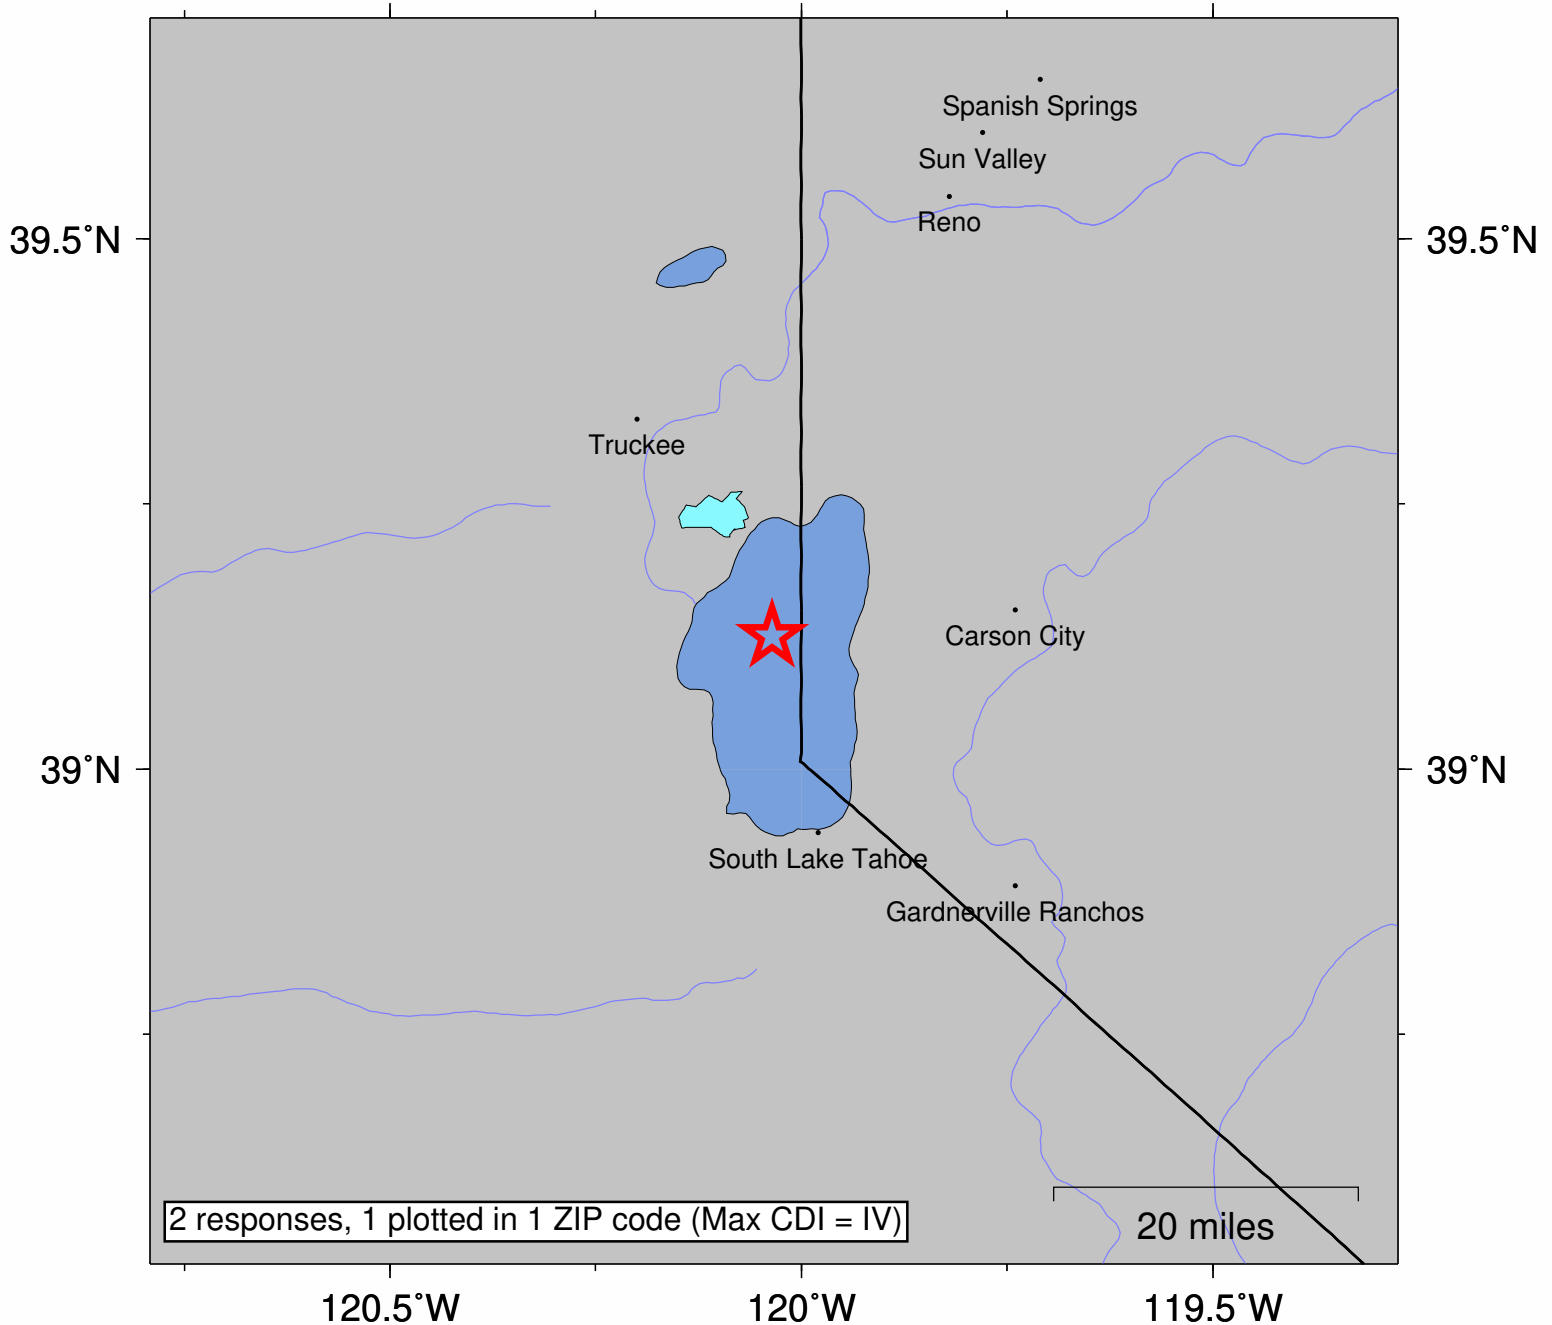 Spanish Springs
Sun Valley
Reno
39.5˚N
39.5˚N
Truckee
Carson City
39˚N
39˚N
South Lake Tahoe
Gardnerville Ranchos
2 responses, 1 plotted in 1 ZIP code (Max CDI = IV)
20 miles
120.5˚W
120˚W
119.5˚W